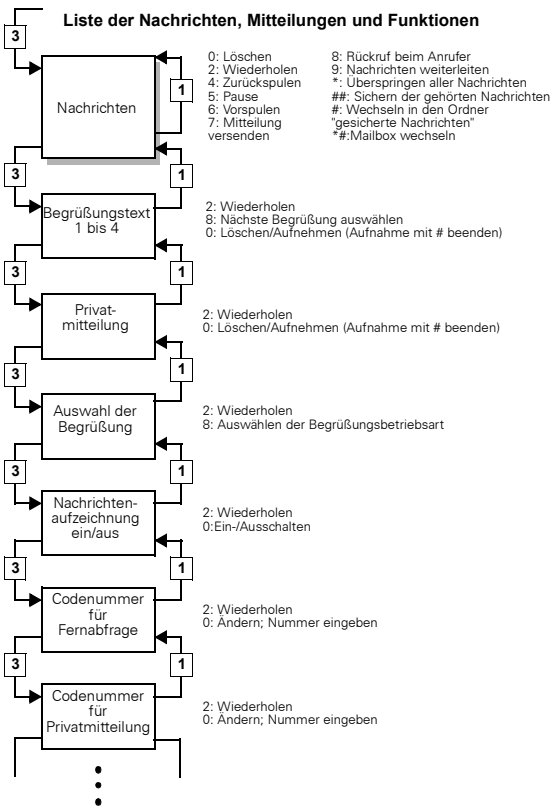 Liste der Nachrichten, Mitteilungen und Funktionen
3
Nachrichten
1
0: Löschen
2: Wiederholen
4: Zurückspulen
5: Pause
6: Vorspulen
7: Mitteilung
versenden
8: Rückruf beim Anrufer
9: Nachrichten weiterleiten
*: Überspringen aller Nachrichten
##: Sichern der gehörten Nachrichten
#: Wechseln in den Ordner
"gesicherte Nachrichten"
*#:Mailbox wechseln
3
1
Begrüßungstext
1 bis 4
2: Wiederholen
8: Nächste Begrüßung auswählen
0: Löschen/Aufnehmen (Aufnahme mit # beenden)
3
1
Privat-
mitteilung
2: Wiederholen
0: Löschen/Aufnehmen (Aufnahme mit # beenden)
3
1
Auswahl der
Begrüßung
2: Wiederholen
8: Auswählen der Begrüßungsbetriebsart
3
1
Nachrichten-
aufzeichnung
ein/aus
2: Wiederholen
0:Ein-/Ausschalten
3
1
Codenummer
für
Fernabfrage
2: Wiederholen
0: Ändern; Nummer eingeben
3
1
Codenummer
für
Privatmitteilung
2: Wiederholen
0: Ändern; Nummer eingeben